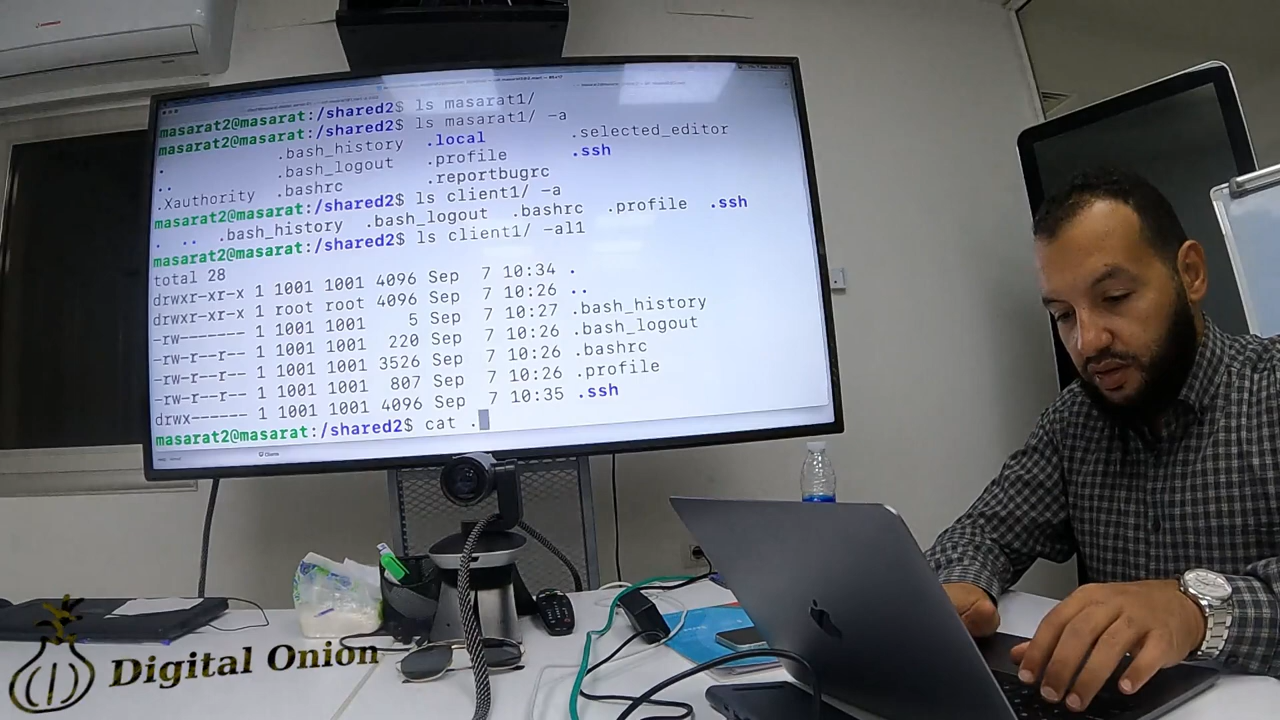 masarat2@masarat:/shared2$ ls masarat1/
masarat2@masarat:/shared2$ ls masarat1/ -a
. .bash_history .local .selected_editor
.. .bash_logout .profile .ssh
.Xauthority .bashrc .reportbugrc
masarat2@masarat:/shared2$ ls client1/ -a
. .. .bash_history .bash_logout .bashrc .profile .ssh
masarat2@masarat:/shared2$ ls client1/ -al1
total 28
drwxr-xr-x 1 1001 1001 4096 Sep 7 10:34 .
drwxr-xr-x 1 root root 4096 Sep 7 10:26 ..
-rw------- 1 1001 1001 5 Sep 7 10:27 .bash_history
-rw-r--r-- 1 1001 1001 220 Sep 7 10:26 .bash_logout
-rw-r--r-- 1 1001 1001 3526 Sep 7 10:26 .bashrc
-rw-r--r-- 1 1001 1001 807 Sep 7 10:26 .profile
drwx------ 1 1001 1001 4096 Sep 7 10:35 .ssh
masarat2@masarat:/shared2$ cat .
Digital Onion